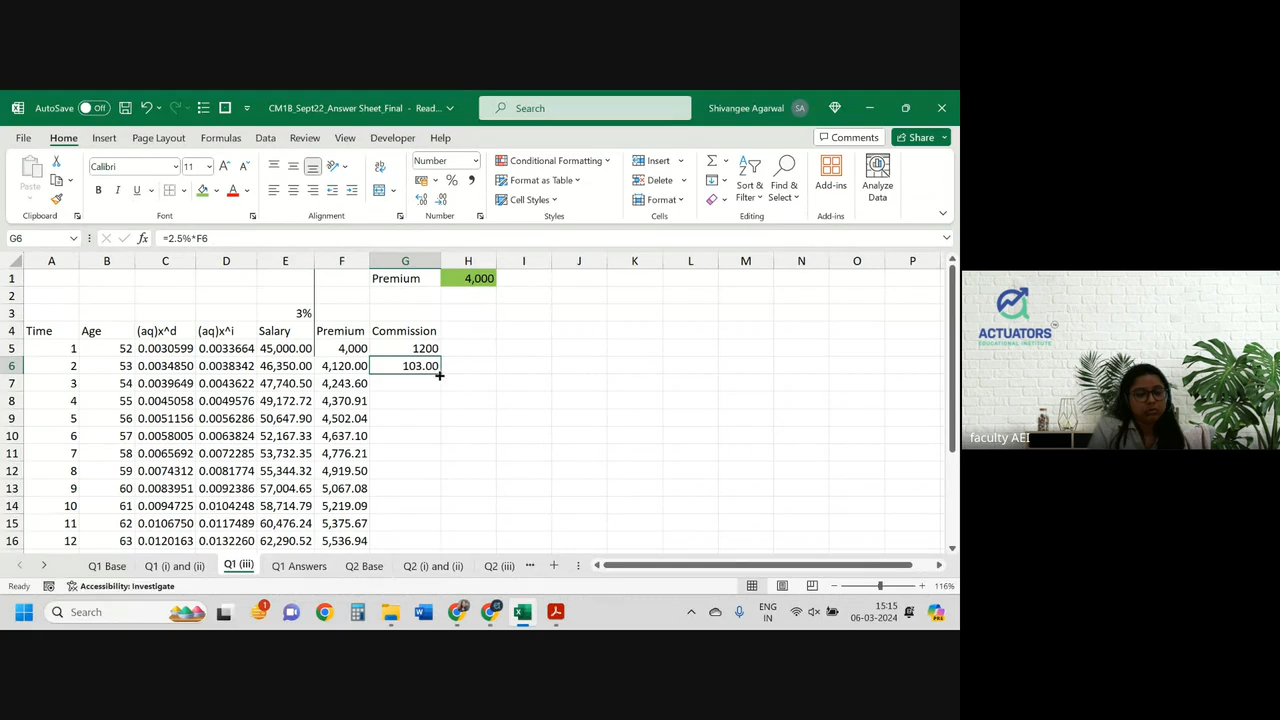 AutoSave Off CM1B_Sept22_Answer Sheet_Final - Read... Search Shivangee Agarwal SA
File Home Insert Page Layout Formulas Data Review View Developer Help Comments Share
Paste Calibri 11 Number Conditional Formatting Format as Table Cell Styles Insert Delete Format Sort & Filter Find & Select Add-ins Analyze Data
Clipboard Font Alignment Number Styles Cells Editing Add-ins
G6 fx =2.5%*F6
A B C D E F G H I J K L M N O P
1 Premium 4,000
2
3 3%
4 Time Age (aq)x^d (aq)x^i Salary Premium Commission
5 1 52 0.0030599 0.0033664 45,000.00 4,000 1200
6 2 53 0.0034850 0.0038342 46,350.00 4,120.00 103.00
7 3 54 0.0039649 0.0043622 47,740.50 4,243.60
8 4 55 0.0045058 0.0049576 49,172.72 4,370.91
9 5 56 0.0051156 0.0056286 50,647.90 4,502.04
10 6 57 0.0058005 0.0063824 52,167.33 4,637.10
11 7 58 0.0065692 0.0072285 53,732.35 4,776.21
12 8 59 0.0074312 0.0081774 55,344.32 4,919.50
13 9 60 0.0083951 0.0092386 57,004.65 5,067.08
14 10 61 0.0094725 0.0104248 58,714.79 5,219.09
15 11 62 0.0106750 0.0117489 60,476.24 5,375.67
16 12 63 0.0120163 0.0132260 62,290.52 5,536.94
Q1 Base Q1 (i) and (ii) Q1 (iii) Q1 Answers Q2 Base Q2 (i) and (ii) Q2 (iii)
Ready Accessibility: Investigate 116%
Search ENG IN 15:15 06-03-2024
ACTUATORS
EDUCATIONAL INSTITUTE
faculty AEI